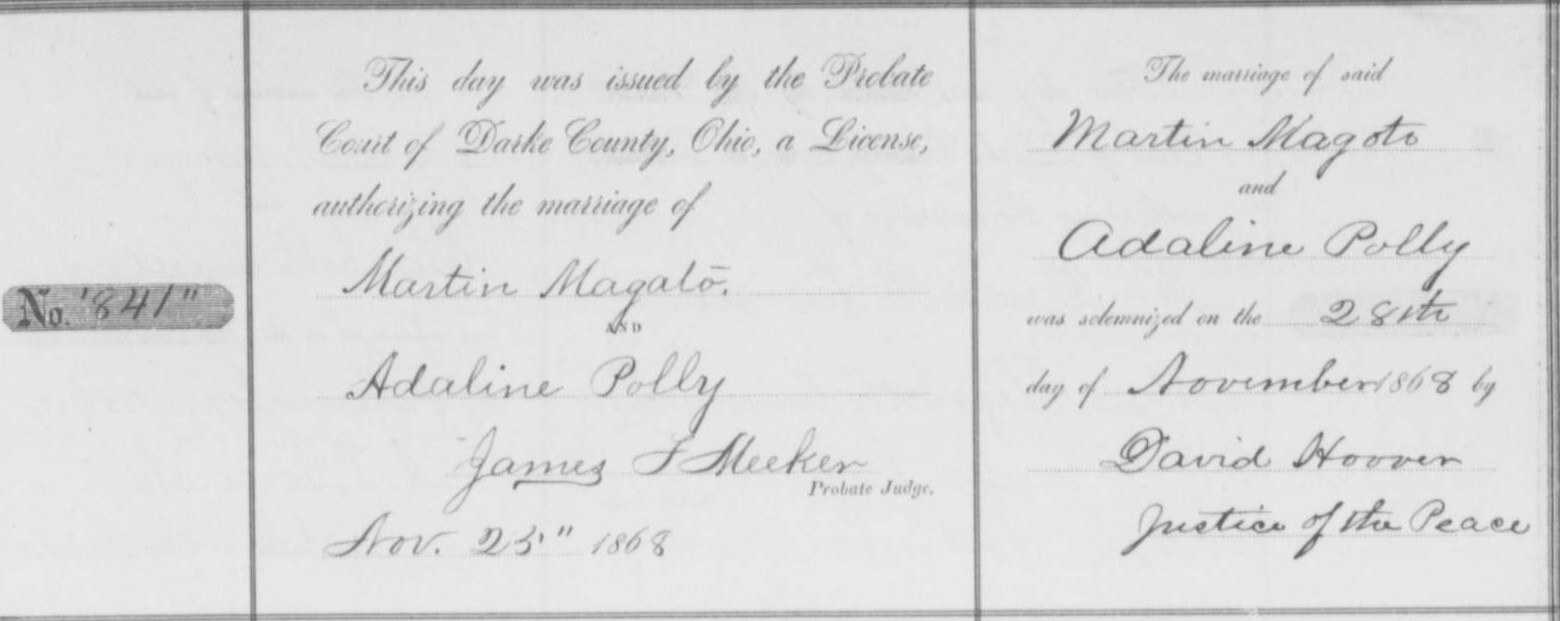 No. '841"
This day was issued by the Probate
Court of Darke County, Ohio, a License,
authorizing the marriage of
Martin Magato.
AND
Adaline Polly
James T Meeker
Probate Judge.
Nov. 25" 1868
The marriage of said
Martin Magoto
and
Adaline Polly
was solemnized on the 28th
day of November 1868 by
David Hoover
Justice of the Peace